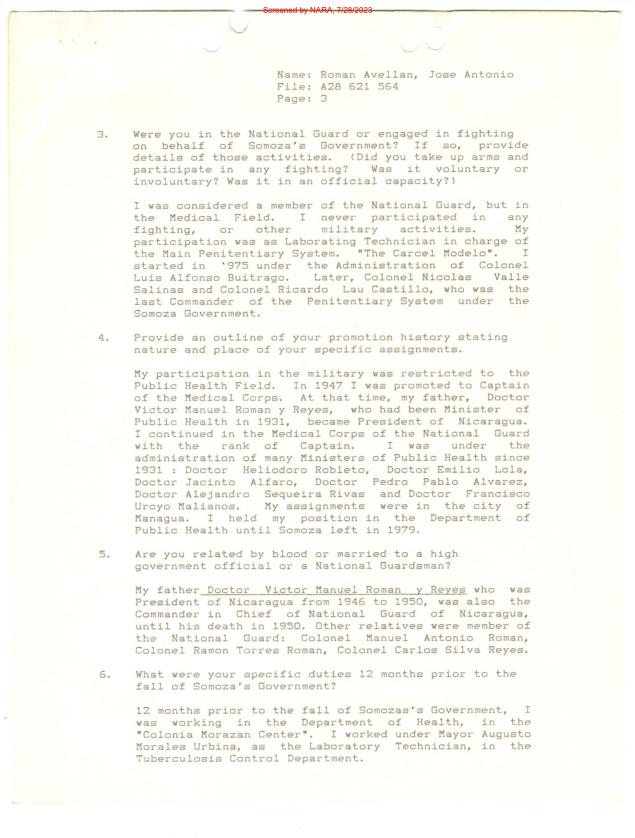 Screened by NARA, 7/28/2023
Name: Roman Avellan, Jose Antonio
File: A28 621 564
Page: 3
3. Were you in the National Guard or engaged in fighting
on behalf of Somoza's Government? If so, provide
details of those activities. (Did you take up arms and
participate in any fighting? Was it voluntary or
involuntary? Was it in an official capacity?)
I was considered a member of the National Guard, but in
the Medical Field. I never participated in any
fighting, or other military activities. My
participation was as Laborating Technician in charge of
the Main Penitentiary System. "The Carcel Modelo". I
started in '975 under the Administration of Colonel
Luis Alfonso Buitrago. Later, Colonel Nicolas Valle
Salinas and Colonel Ricardo Lau Castillo, who was the
last Commander of the Penitentiary System under the
Somoza Government.
4. Provide an outline of your promotion history stating
nature and place of your specific assignments.
My participation in the military was restricted to the
Public Health Field. In 1947 I was promoted to Captain
of the Medical Corps. At that time, my father, Doctor
Victor Manuel Roman y Reyes, who had been Minister of
Public Health in 1931, became President of Nicaragua.
I continued in the Medical Corps of the National Guard
with the rank of Captain. I was under the
administration of many Ministers of Public Health since
1931 : Doctor Heliodoro Robleto, Doctor Emilio Lola,
Doctor Jacinto Alfaro, Doctor Pedro Pablo Alvarez,
Doctor Alejandro Sequeira Rivas and Doctor Francisco
Urcyo Malianos. My assignments were in the city of
Managua. I held my position in the Department of
Public Health until Somoza left in 1979.
5. Are you related by blood or married to a high
government official or a National Guardsman?
My father Doctor Victor Manuel Roman y Reyes who was
President of Nicaragua from 1946 to 1950, was also the
Commander in Chief of National Guard of Nicaragua,
until his death in 1950. Other relatives were member of
the National Guard: Colonel Manuel Antonio Roman,
Colonel Ramon Torres Roman, Colonel Carlos Silva Reyes.
6. What were your specific duties 12 months prior to the
fall of Somoza's Government?
12 months prior to the fall of Somozas's Government, I
was working in the Department of Health, in the
"Colonia Morazan Center". I worked under Mayor Augusto
Morales Urbina, as the Laboratory Technician, in the
Tuberculosis Control Department.